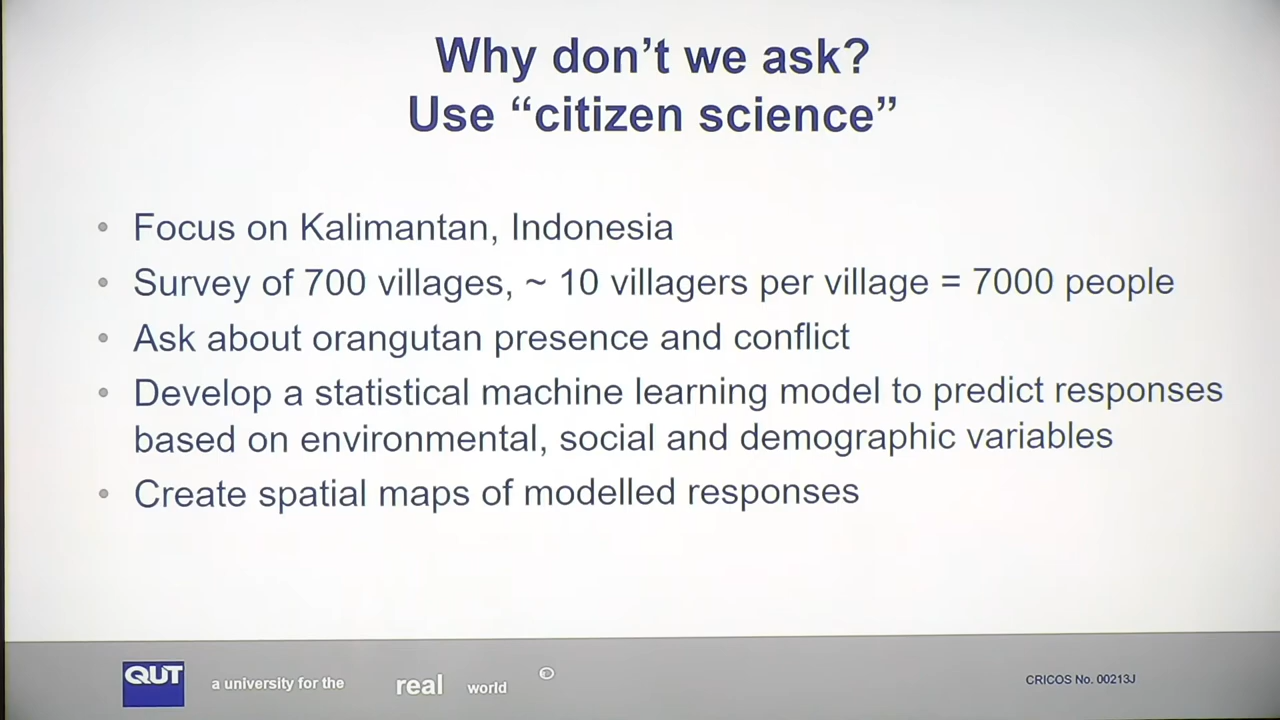 Why don’t we ask?
Use “citizen science”
• Focus on Kalimantan, Indonesia
• Survey of 700 villages, ~ 10 villagers per village = 7000 people
• Ask about orangutan presence and conflict
• Develop a statistical machine learning model to predict responses
based on environmental, social and demographic variables
• Create spatial maps of modelled responses
QUT
a university for the real world
CRICOS No. 00213J